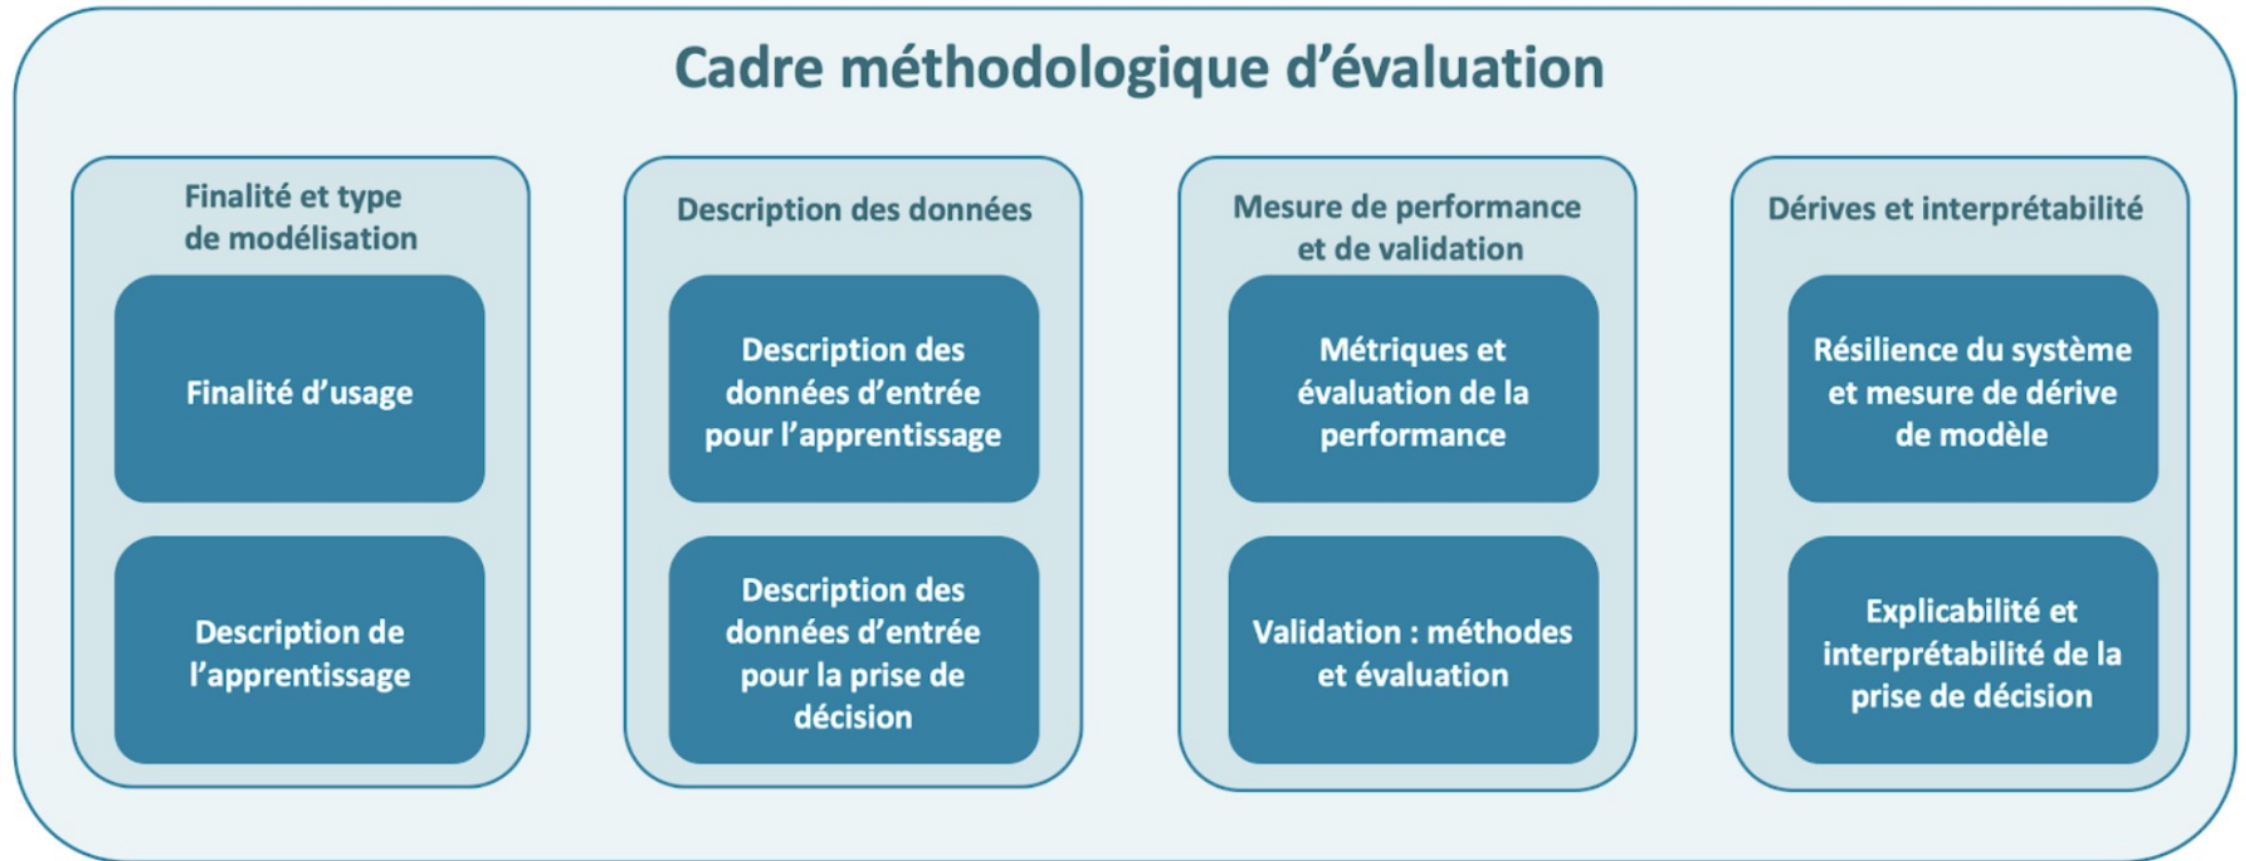 Cadre méthodologique d’évaluation
Finalité et type
de modélisation
Finalité d’usage
Description de
l’apprentissage
Description des données
Description des
données d’entrée
pour l’apprentissage
Description des
données d’entrée
pour la prise de
décision
Mesure de performance
et de validation
Métriques et
évaluation de la
performance
Validation : méthodes
et évaluation
Dérives et interprétabilité
Résilience du système
et mesure de dérive
de modèle
Explicabilité et
interprétabilité de la
prise de décision